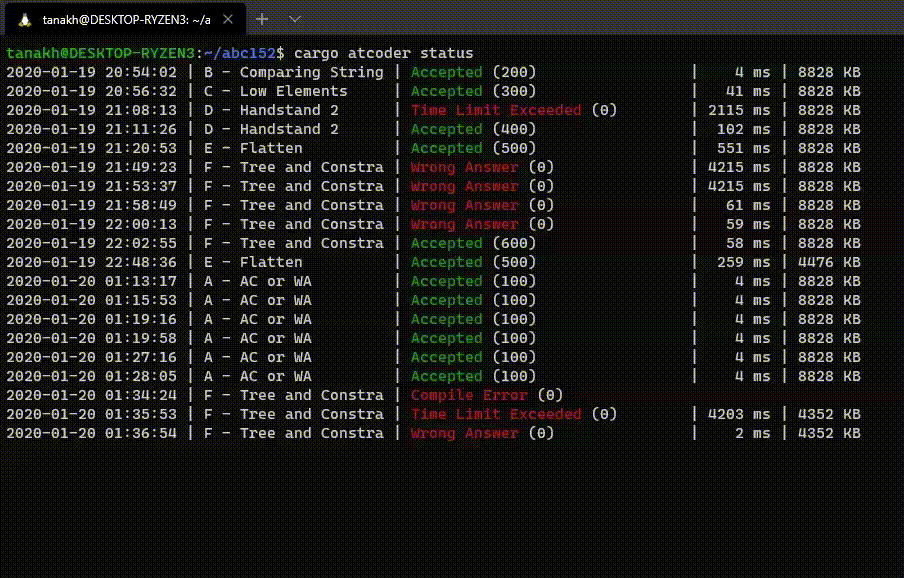 tanakh@DESKTOP-RYZEN3: ~/a
tanakh@DESKTOP-RYZEN3:~/abc152$ cargo atcoder status
2020-01-19 20:54:02 | B - Comparing String | Accepted (200) | 4 ms | 8828 KB
2020-01-19 20:56:32 | C - Low Elements | Accepted (300) | 41 ms | 8828 KB
2020-01-19 21:08:13 | D - Handstand 2 | Time Limit Exceeded (0) | 2115 ms | 8828 KB
2020-01-19 21:11:26 | D - Handstand 2 | Accepted (400) | 102 ms | 8828 KB
2020-01-19 21:20:53 | E - Flatten | Accepted (500) | 551 ms | 8828 KB
2020-01-19 21:49:23 | F - Tree and Constra | Wrong Answer (0) | 4215 ms | 8828 KB
2020-01-19 21:53:37 | F - Tree and Constra | Wrong Answer (0) | 4215 ms | 8828 KB
2020-01-19 21:58:49 | F - Tree and Constra | Wrong Answer (0) | 61 ms | 8828 KB
2020-01-19 22:00:13 | F - Tree and Constra | Wrong Answer (0) | 59 ms | 8828 KB
2020-01-19 22:02:55 | F - Tree and Constra | Accepted (600) | 58 ms | 8828 KB
2020-01-19 22:48:36 | E - Flatten | Accepted (500) | 259 ms | 4476 KB
2020-01-20 01:13:17 | A - AC or WA | Accepted (100) | 4 ms | 8828 KB
2020-01-20 01:15:53 | A - AC or WA | Accepted (100) | 4 ms | 8828 KB
2020-01-20 01:19:16 | A - AC or WA | Accepted (100) | 4 ms | 8828 KB
2020-01-20 01:19:58 | A - AC or WA | Accepted (100) | 4 ms | 8828 KB
2020-01-20 01:27:16 | A - AC or WA | Accepted (100) | 4 ms | 8828 KB
2020-01-20 01:28:05 | A - AC or WA | Accepted (100) | 4 ms | 8828 KB
2020-01-20 01:34:24 | F - Tree and Constra | Compile Error (0)
2020-01-20 01:35:53 | F - Tree and Constra | Time Limit Exceeded (0) | 4203 ms | 4352 KB
2020-01-20 01:36:54 | F - Tree and Constra | Wrong Answer (0) | 2 ms | 4352 KB